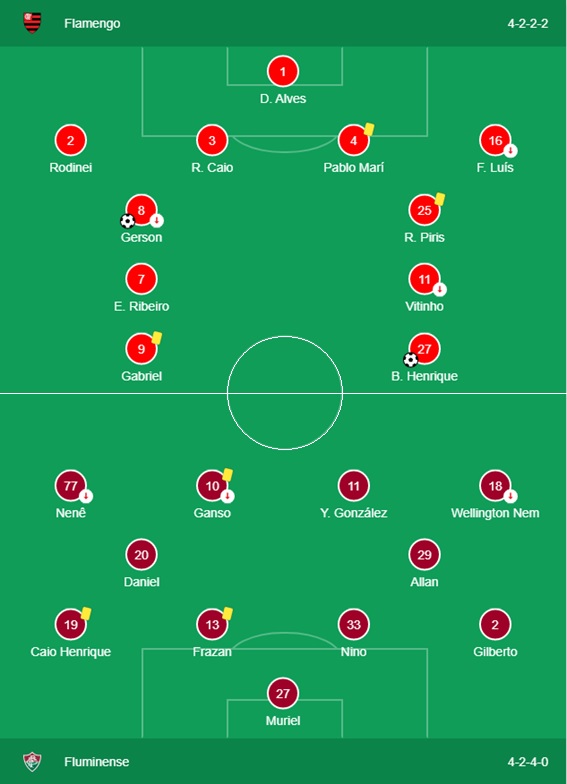 Flamengo 4-2-2-2
1
D. Alves
2 3 4 16
Rodinei R. Caio Pablo Marí F. Luís
8 25
Gerson R. Piris
7 11
E. Ribeiro Vitinho
9 27
Gabriel B. Henrique
77 10 11 18
Nenê Ganso Y. González Wellington Nem
20 29
Daniel Allan
19 13 33 2
Caio Henrique Frazan Nino Gilberto
27
Muriel
Fluminense 4-2-4-0